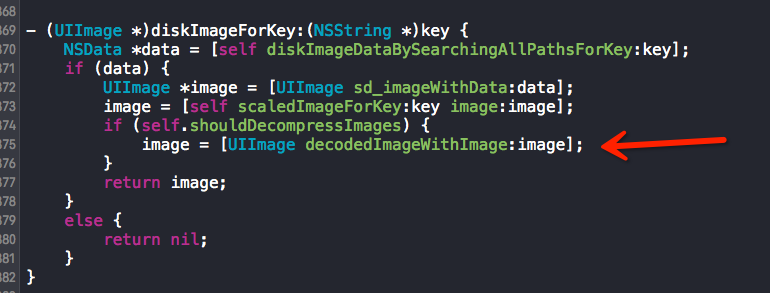 368
369 - (UIImage *)diskImageForKey:(NSString *)key {
370 NSData *data = [self diskImageDataBySearchingAllPathsForKey:key];
371 if (data) {
372 UIImage *image = [UIImage sd_imageWithData:data];
373 image = [self scaledImageForKey:key image:image];
374 if (self.shouldDecompressImages) {
375 image = [UIImage decodedImageWithImage:image];
376 }
377 return image;
378 }
379 else {
380 return nil;
381 }
382 }